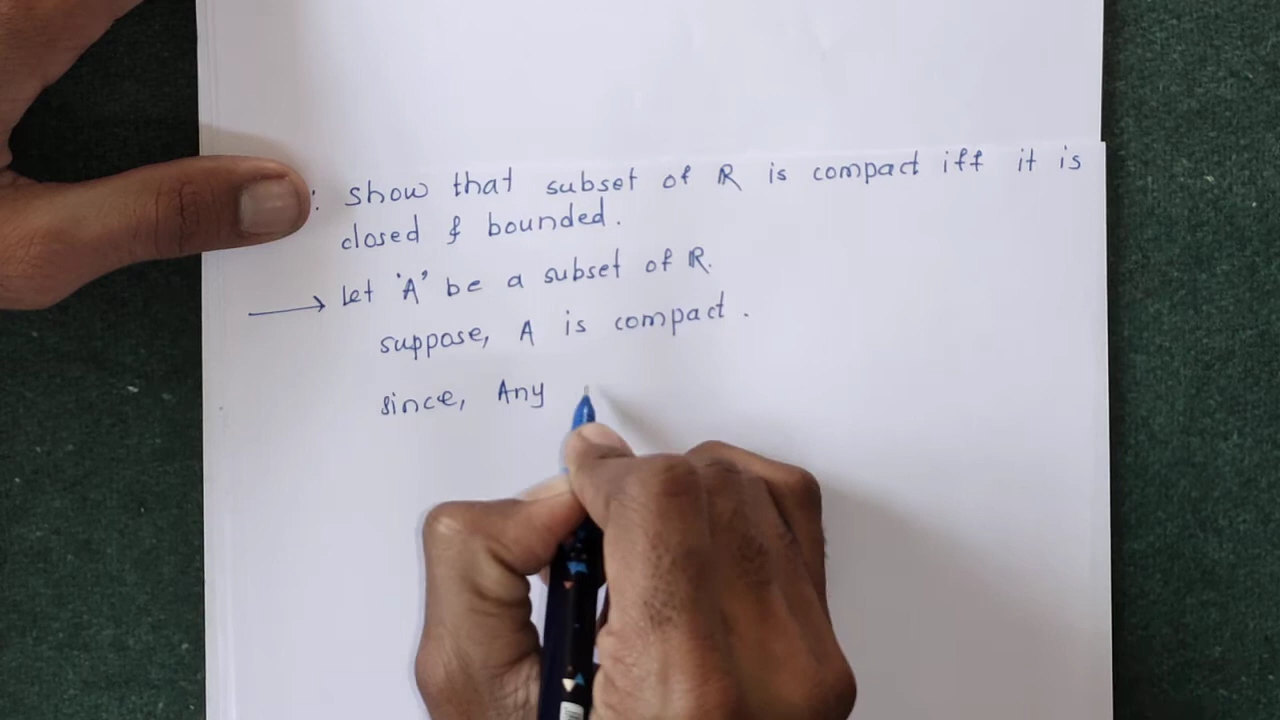 : show that subset of R is compact iff it is
closed & bounded.
→ Let 'A' be a subset of R.
suppose, A is compact.
since, Any